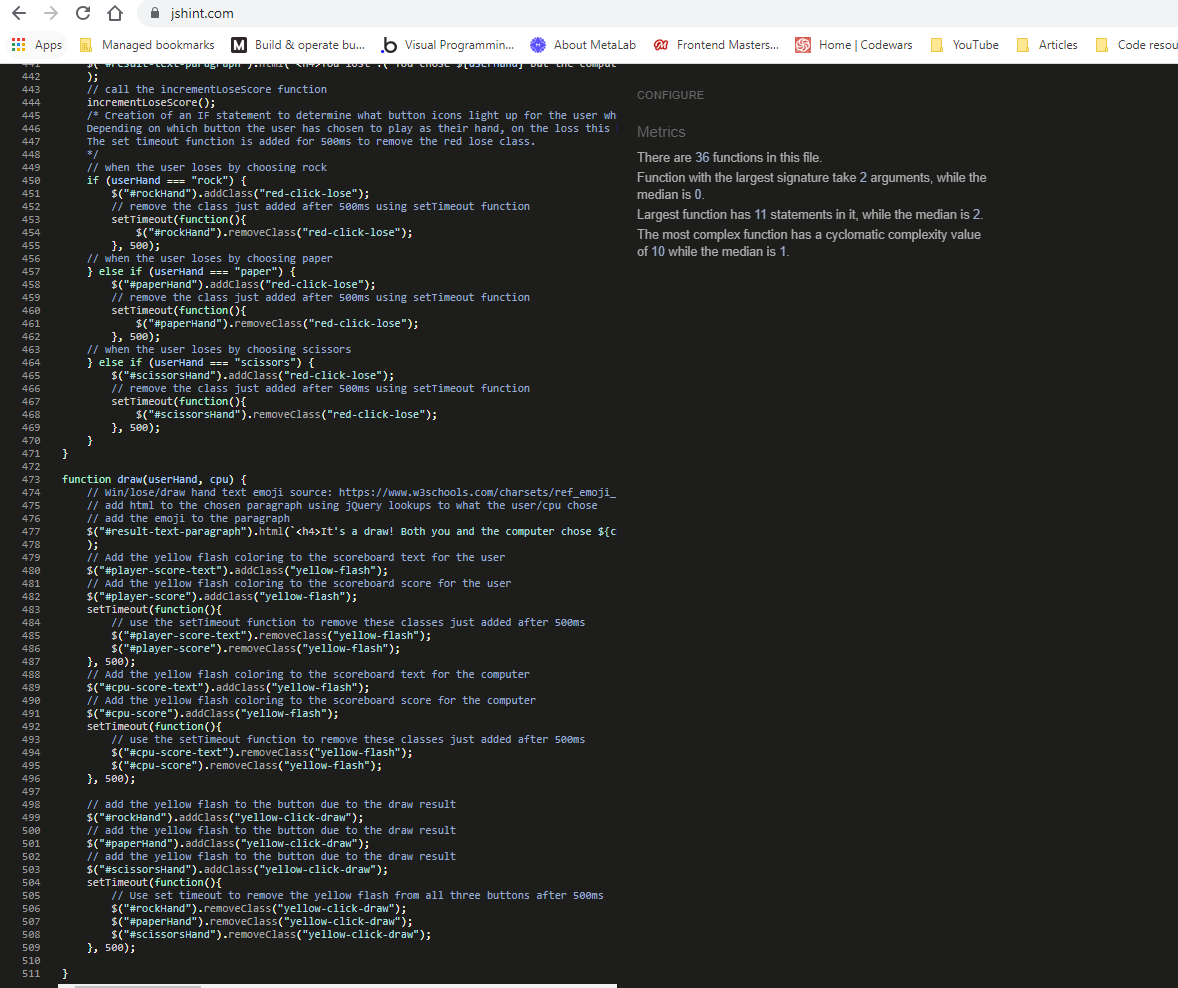 jshint.com
Apps Managed bookmarks M Build & operate bu... b Visual Programmin... About MetaLab Frontend Masters... Home | Codewars YouTube Articles Code resou
441 $("#result-text-paragraph").html(`<h4>You lost :( You chose ${userHand} but the comput
442 );
443 // call the incrementLoseScore function
444 incrementLoseScore();
445 /* Creation of an IF statement to determine what button icons light up for the user wh
446 Depending on which button the user has chosen to play as their hand, on the loss this
447 The set timeout function is added for 500ms to remove the red lose class.
448 */
449 // when the user loses by choosing rock
450 if (userHand === "rock") {
451 $("#rockHand").addClass("red-click-lose");
452 // remove the class just added after 500ms using setTimeout function
453 setTimeout(function(){
454 $("#rockHand").removeClass("red-click-lose");
455 }, 500);
456 // when the user loses by choosing paper
457 } else if (userHand === "paper") {
458 $("#paperHand").addClass("red-click-lose");
459 // remove the class just added after 500ms using setTimeout function
460 setTimeout(function(){
461 $("#paperHand").removeClass("red-click-lose");
462 }, 500);
463 // when the user loses by choosing scissors
464 } else if (userHand === "scissors") {
465 $("#scissorsHand").addClass("red-click-lose");
466 // remove the class just added after 500ms using setTimeout function
467 setTimeout(function(){
468 $("#scissorsHand").removeClass("red-click-lose");
469 }, 500);
470 }
471 }
472
473 function draw(userHand, cpu) {
474 // Win/lose/draw hand text emoji source: https://www.w3schools.com/charsets/ref_emoji_
475 // add html to the chosen paragraph using jQuery lookups to what the user/cpu chose
476 // add the emoji to the paragraph
477 $("#result-text-paragraph").html(`<h4>It's a draw! Both you and the computer chose ${c
478 );
479 // Add the yellow flash coloring to the scoreboard text for the user
480 $("#player-score-text").addClass("yellow-flash");
481 // Add the yellow flash coloring to the scoreboard score for the user
482 $("#player-score").addClass("yellow-flash");
483 setTimeout(function(){
484 // use the setTimeout function to remove these classes just added after 500ms
485 $("#player-score-text").removeClass("yellow-flash");
486 $("#player-score").removeClass("yellow-flash");
487 }, 500);
488 // Add the yellow flash coloring to the scoreboard text for the computer
489 $("#cpu-score-text").addClass("yellow-flash");
490 // Add the yellow flash coloring to the scoreboard score for the computer
491 $("#cpu-score").addClass("yellow-flash");
492 setTimeout(function(){
493 // use the setTimeout function to remove these classes just added after 500ms
494 $("#cpu-score-text").removeClass("yellow-flash");
495 $("#cpu-score").removeClass("yellow-flash");
496 }, 500);
497
498 // add the yellow flash to the button due to the draw result
499 $("#rockHand").addClass("yellow-click-draw");
500 // add the yellow flash to the button due to the draw result
501 $("#paperHand").addClass("yellow-click-draw");
502 // add the yellow flash to the button due to the draw result
503 $("#scissorsHand").addClass("yellow-click-draw");
504 setTimeout(function(){
505 // Use set timeout to remove the yellow flash from all three buttons after 500ms
506 $("#rockHand").removeClass("yellow-click-draw");
507 $("#paperHand").removeClass("yellow-click-draw");
508 $("#scissorsHand").removeClass("yellow-click-draw");
509 }, 500);
510
511 }
CONFIGURE
Metrics
There are 36 functions in this file.
Function with the largest signature take 2 arguments, while the
median is 0.
Largest function has 11 statements in it, while the median is 2.
The most complex function has a cyclomatic complexity value
of 10 while the median is 1.